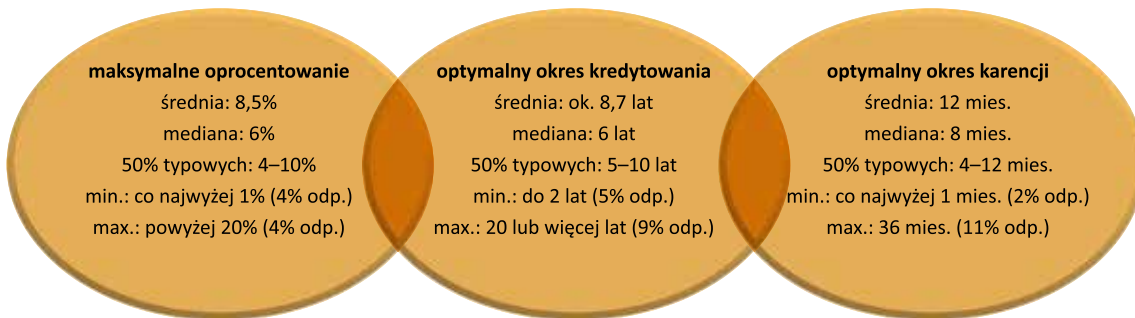 maksymalne oprocentowanie
średnia: 8,5%
mediana: 6%
50% typowych: 4–10%
min.: co najwyżej 1% (4% odp.)
max.: powyżej 20% (4% odp.)
optymalny okres kredytowania
średnia: ok. 8,7 lat
mediana: 6 lat
50% typowych: 5–10 lat
min.: do 2 lat (5% odp.)
max.: 20 lub więcej lat (9% odp.)
optymalny okres karencji
średnia: 12 mies.
mediana: 8 mies.
50% typowych: 4–12 mies.
min.: co najwyżej 1 mies. (2% odp.)
max.: 36 mies. (11% odp.)